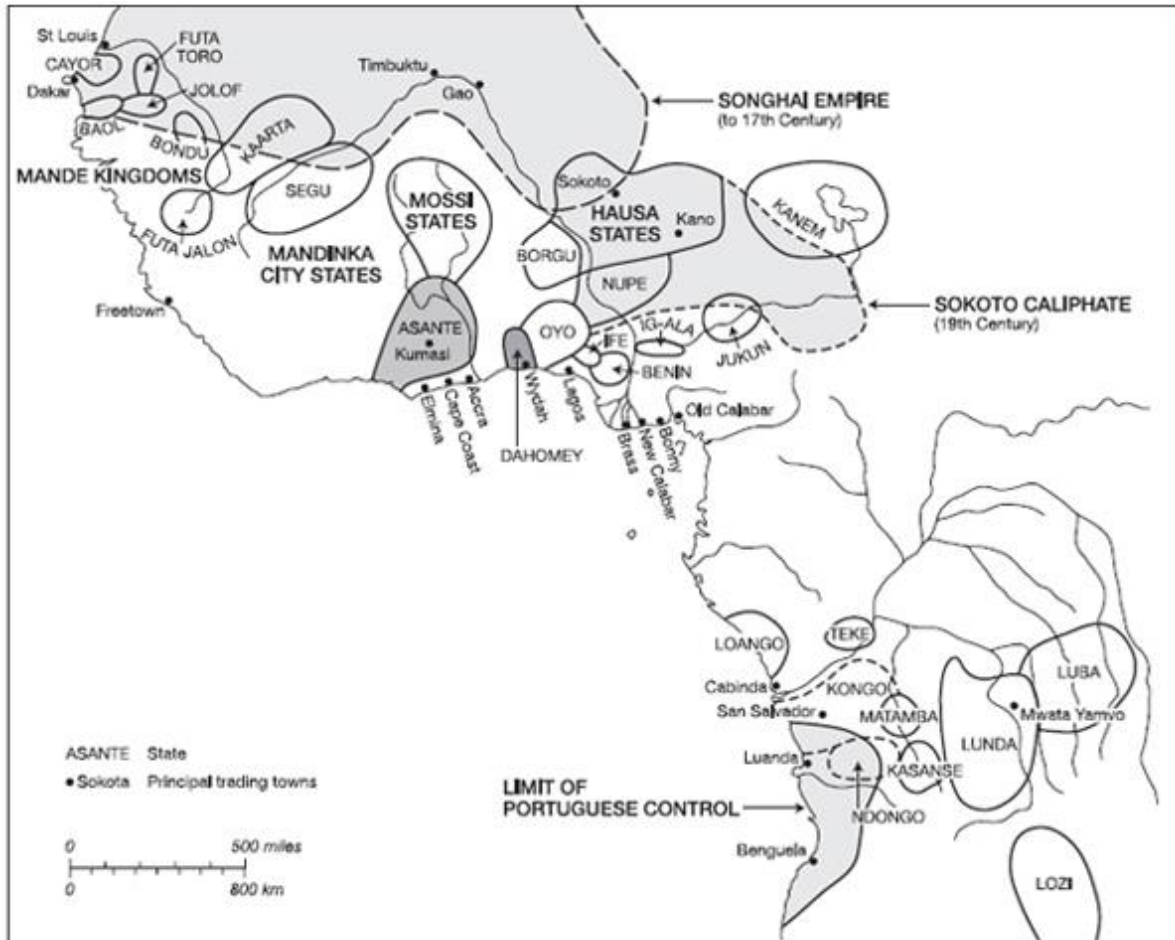 St Louis
FUTA
TORO
CAYOR
Dakar
JOLOF
BAOL
BONDU
KAARTA
MANDE KINGDOMS
SEGU
FUTA JALON
MANDINKA
CITY STATES
Freetown
Timbuktu
Gao
SONGHAI EMPIRE
(to 17th Century)
MOSSI
STATES
Sokoto
HAUSA
STATES
Kano
KANEM
BORGU
NUPE
SOKOTO CALIPHATE
(19th Century)
ASANTE
Kumasi
OYO
IFE
IG-ALA
JUKUN
BENIN
Elmina
Cape Coast
Accra
Wydah
Lagos
DAHOMEY
Brass
New Calabar
Bonny
Old Calabar
LOANGO
TEKE
Cabinda
KONGO
LUBA
San Salvador
MATAMBA
Mwata Yamvo
LUNDA
Luanda
KASANSE
LIMIT OF
PORTUGUESE CONTROL
NDONGO
Benguela
LOZI
ASANTE State
Sokota Principal trading towns
0 500 miles
0 800 km